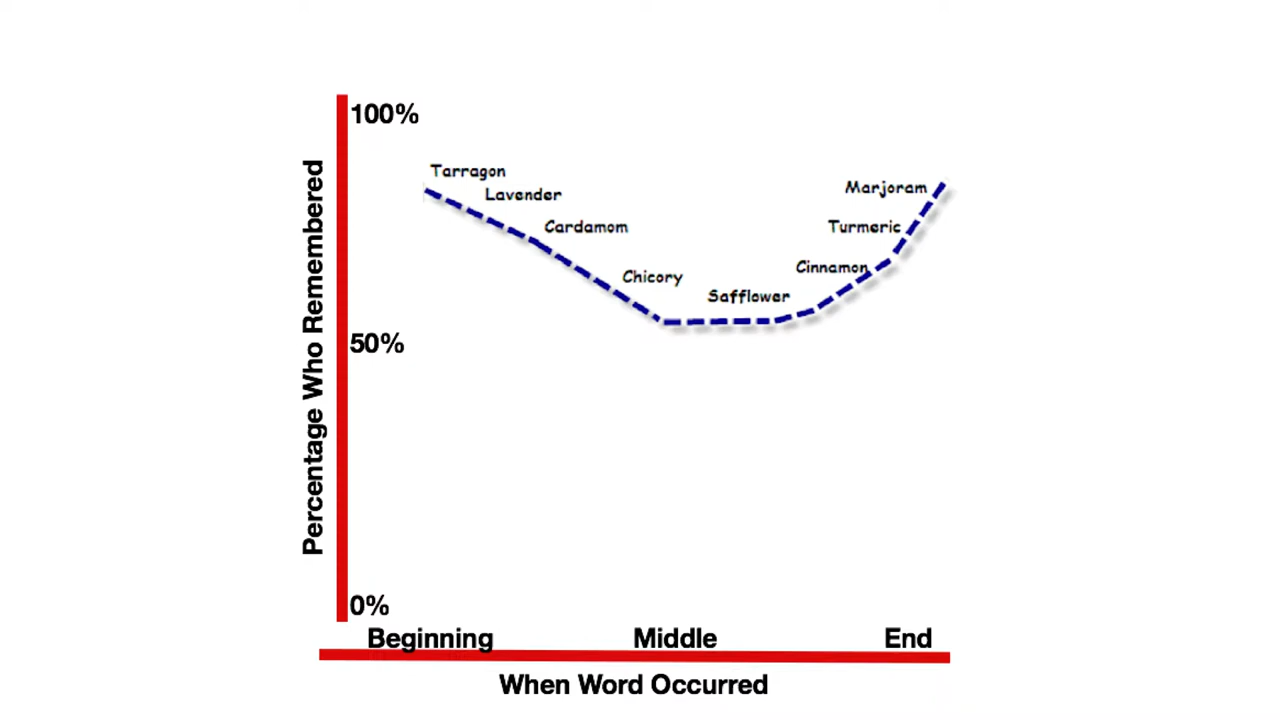 100%
Tarragon
Marjoram
Lavender
Cardamom
Turmeric
Cinnamon
Chicory
Safflower
50%
0%
Percentage Who Remembered
Beginning Middle End
When Word Occurred